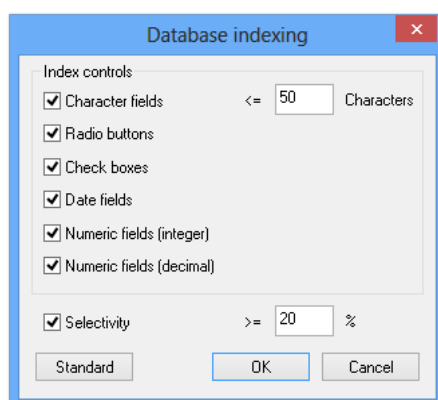 Database indexing
Index controls
Character fields <= 50 Characters
Radio buttons
Check boxes
Date fields
Numeric fields (integer)
Numeric fields (decimal)
Selectivity >= 20 %
Standard OK Cancel